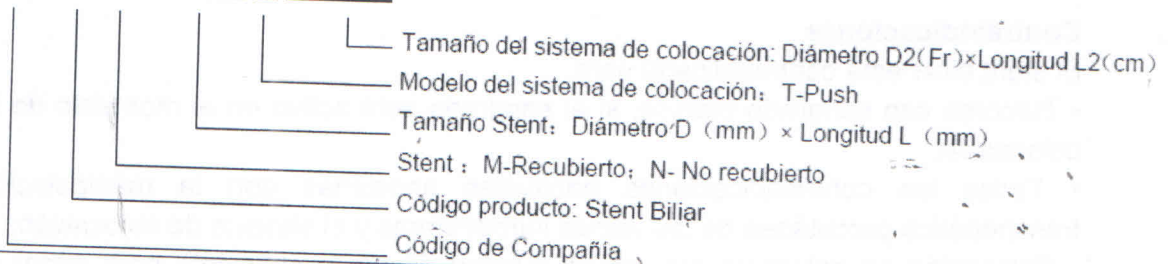 Tamaño del sistema de colocación: Diámetro D2(Fr)×Longitud L2(cm)
Modelo del sistema de colocación: T-Push
Tamaño Stent: Diámetro D (mm) × Longitud L (mm)
Stent : M-Recubierto; N- No recubierto
Código producto: Stent Biliar
Código de Compañía